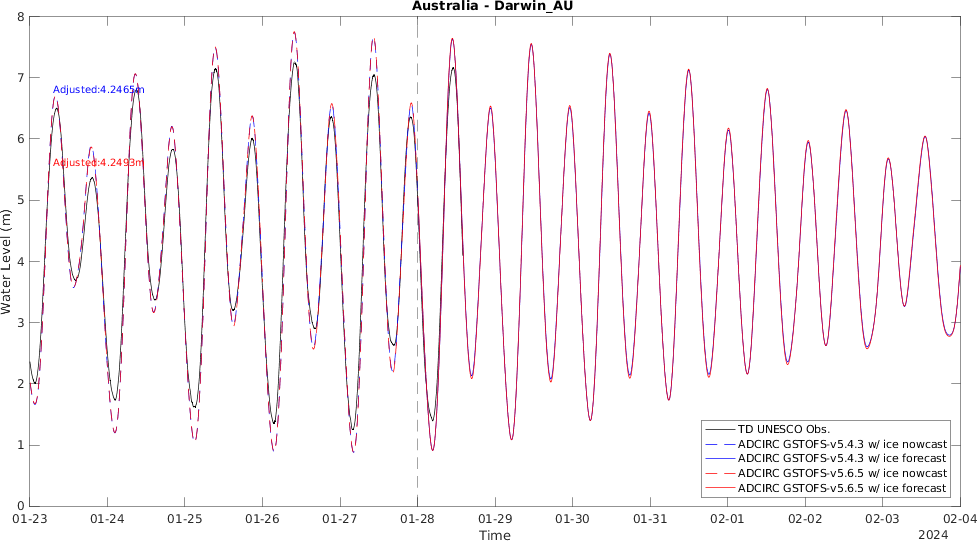 Australia - Darwin_AU
8
7
6
5
4
3
2
1
0
Water Level (m)
Adjusted:4.2465m
Adjusted:4.2493m
TD UNESCO Obs.
ADCIRC GSTOFS-v5.4.3 w/ ice nowcast
ADCIRC GSTOFS-v5.4.3 w/ ice forecast
ADCIRC GSTOFS-v5.6.5 w/ ice nowcast
ADCIRC GSTOFS-v5.6.5 w/ ice forecast
01-23 01-24 01-25 01-26 01-27 01-28 01-29 01-30 01-31 02-01 02-02 02-03 02-04
Time
2024